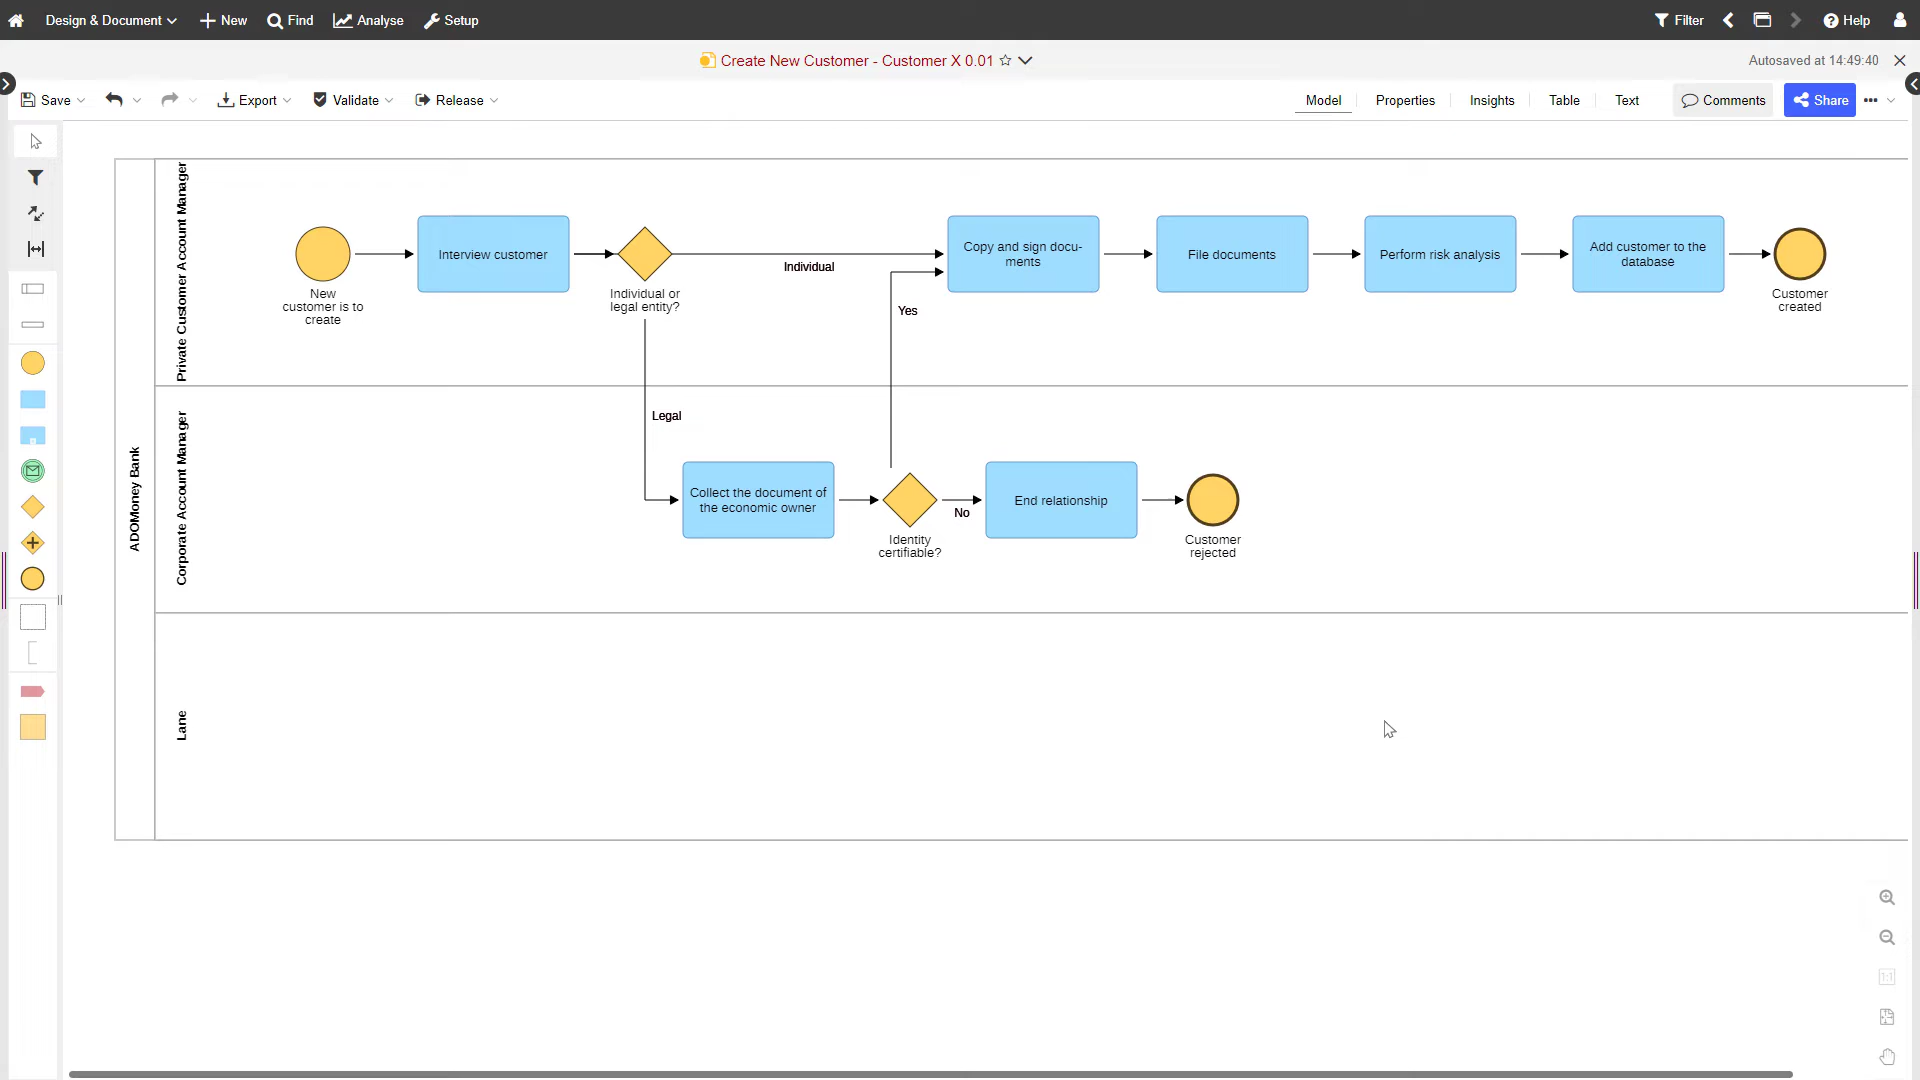 Design & Document
New
Find
Analyse
Setup
Filter
Help
Create New Customer - Customer X 0.01
Autosaved at 14:49:40
Save
Export
Validate
Release
Model
Properties
Insights
Table
Text
Comments
Share
ADOMoney Bank
Private Customer Account Manager
New
customer is to
create
Interview customer
Individual or
legal entity?
Individual
Copy and sign docu-
ments
File documents
Perform risk analysis
Add customer to the
database
Customer
created
Yes
Corporate Account Manager
Legal
Collect the document of
the economic owner
Identity
certifiable?
No
End relationship
Customer
rejected
Lane
1:1